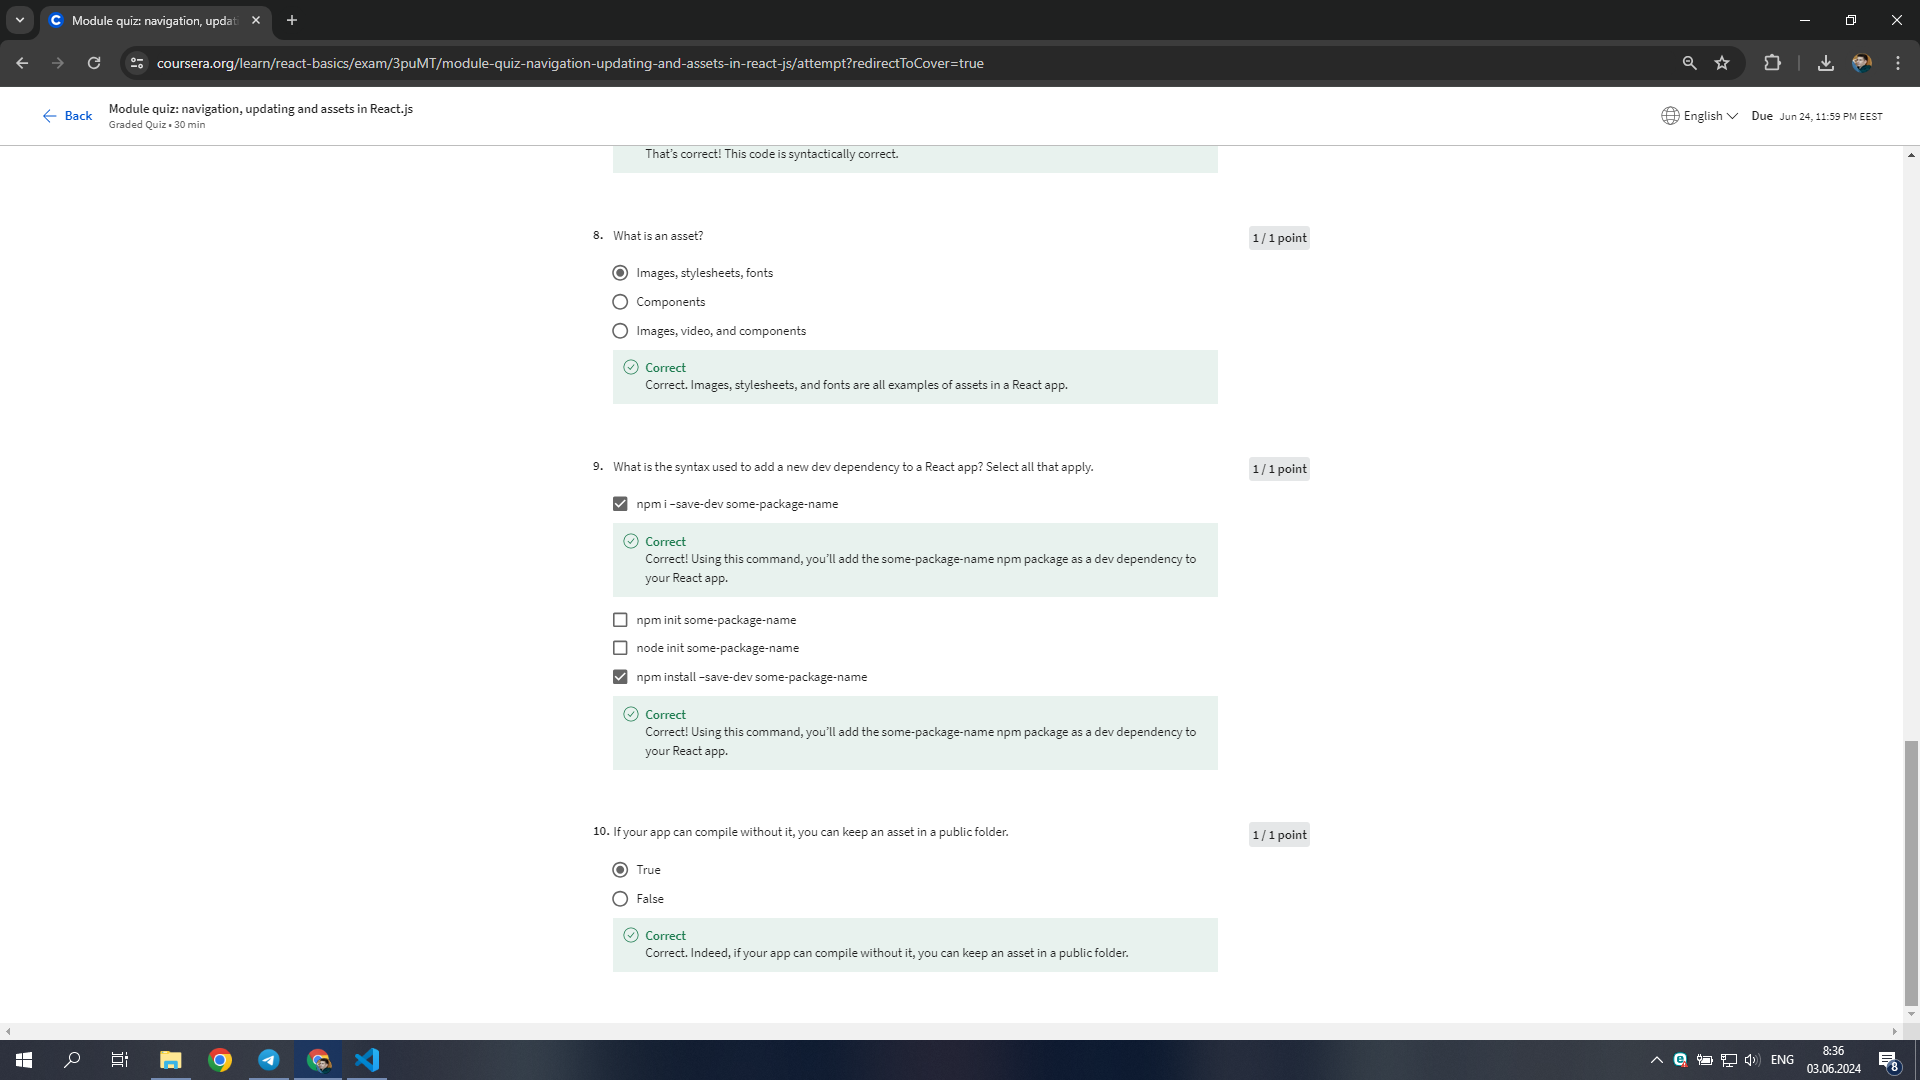 Module quiz: navigation, updati
coursera.org/learn/react-basics/exam/3puMT/module-quiz-navigation-updating-and-assets-in-react-js/attempt?redirectToCover=true
Back
Module quiz: navigation, updating and assets in React.js
Graded Quiz • 30 min
English
Due Jun 24, 11:59 PM EEST
That's correct! This code is syntactically correct.
8. What is an asset?
1 / 1 point
Images, stylesheets, fonts
Components
Images, video, and components
Correct
Correct. Images, stylesheets, and fonts are all examples of assets in a React app.
9. What is the syntax used to add a new dev dependency to a React app? Select all that apply.
1 / 1 point
npm i –save-dev some-package-name
Correct
Correct! Using this command, you'll add the some-package-name npm package as a dev dependency to
your React app.
npm init some-package-name
node init some-package-name
npm install –save-dev some-package-name
Correct
Correct! Using this command, you'll add the some-package-name npm package as a dev dependency to
your React app.
10. If your app can compile without it, you can keep an asset in a public folder.
1 / 1 point
True
False
Correct
Correct. Indeed, if your app can compile without it, you can keep an asset in a public folder.
ENG
8:36
03.06.2024
8